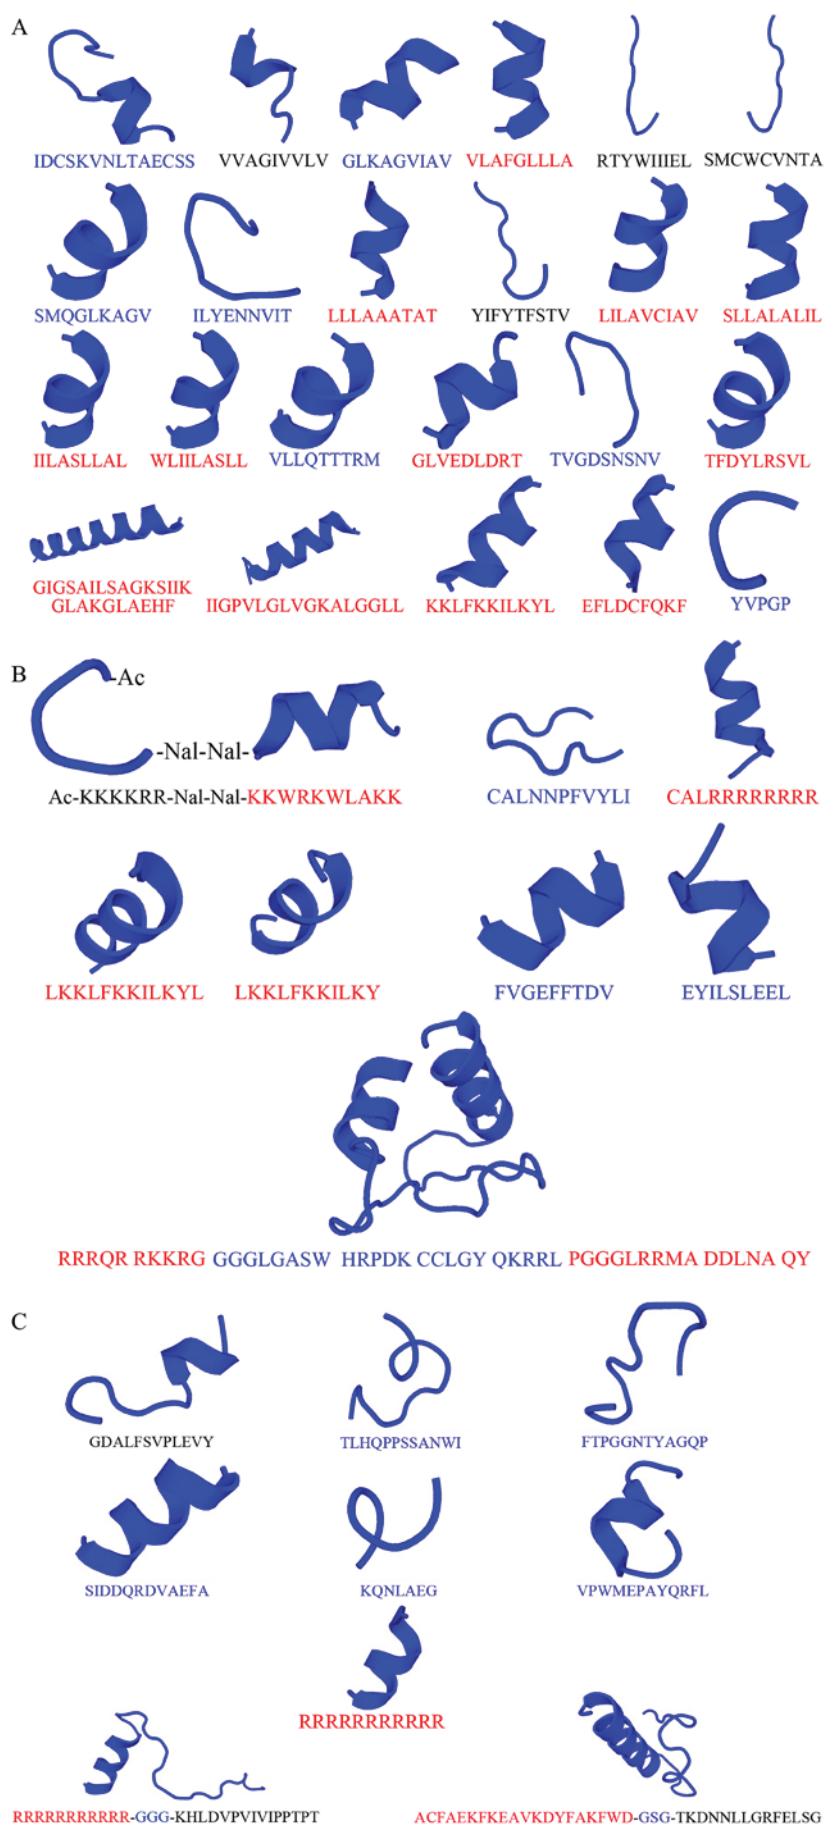 A
IDCSKVNLTAECSS VVAGIVVLV GLKAGVIAV VLAFGLLLA RTYWIIIEL SMCWCVNTA
SMQGLKAGV ILYENNVIT LLLAAATAT YIFYTFSTV LILAVCIAV SLLALALIL
IILASLLAL WLIILASLL VLLQTTTRM GLVEDLDRT TVGDSNSNV TFDYLRSVL
GIGSAILSAGKSIIK
GLAKGLAEHF IIGPVLGLVGKALGGLL KKLFKKILKYL EFLDCFQKF YVPGP
B
-Ac
-Nal-Nal-
Ac-KKKKRR-Nal-Nal-KKWRKWLAKK CALNNPFVYLI CALRRRRRRRR
LKKLFKKILKYL LKKLFKKILKY FVGEFFTDV EYILSLEEL
RRRQR RKKRG GGGLGASW HRPDK CCLGY QKRRL PGGGLRRMA DDLNA QY
C
GDALFSVPLEVY TLHQPPSSANWI FTPGGNTYAGQP
SIDDQRDVAEFA KQNLAEG VPWMEPAYQRFL
RRRRRRRRRRR
RRRRRRRRRRR-GGG-KHLDVPVIVIPPTPT ACFAEKFKEAVKDYFAKFWD-GSG-TKDNNLLGRFELSG